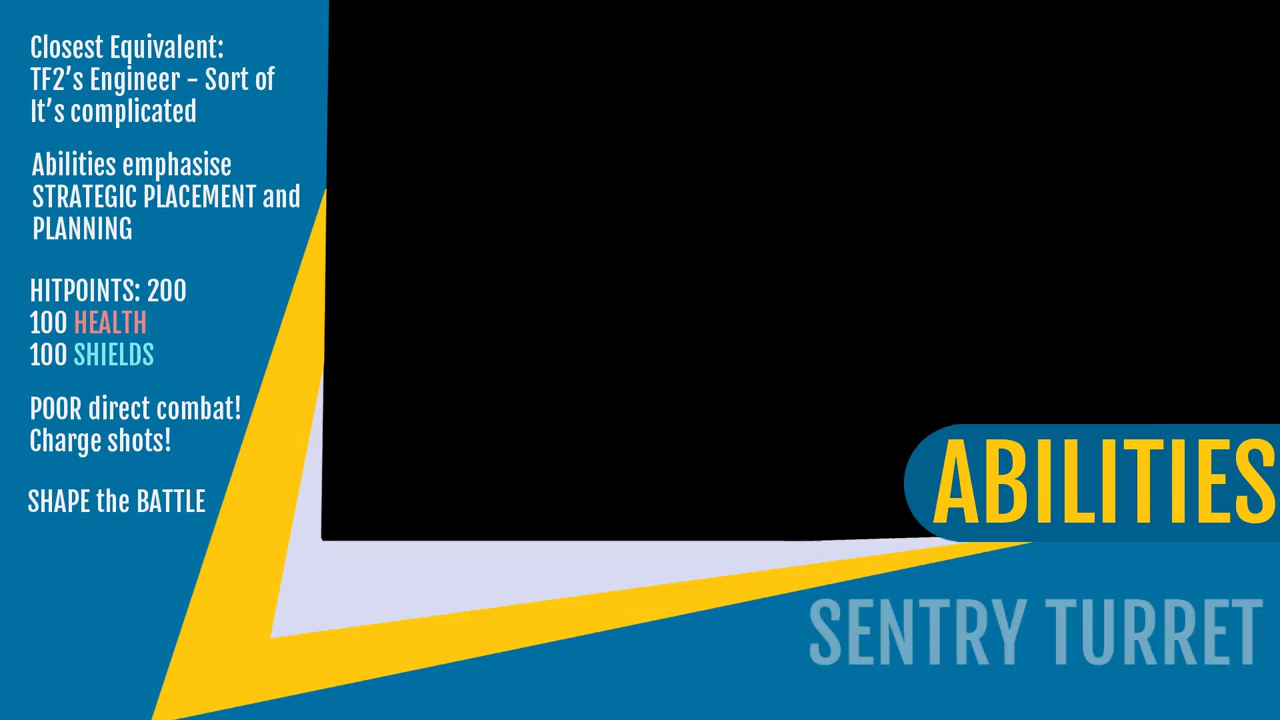 Closest Equivalent:
TF2's Engineer - Sort of
It's complicated
Abilities emphasise
STRATEGIC PLACEMENT and
PLANNING
HITPOINTS: 200
100 HEALTH
100 SHIELDS
POOR direct combat!
Charge shots!
SHAPE the BATTLE
ABILITIES
SENTRY TURRET